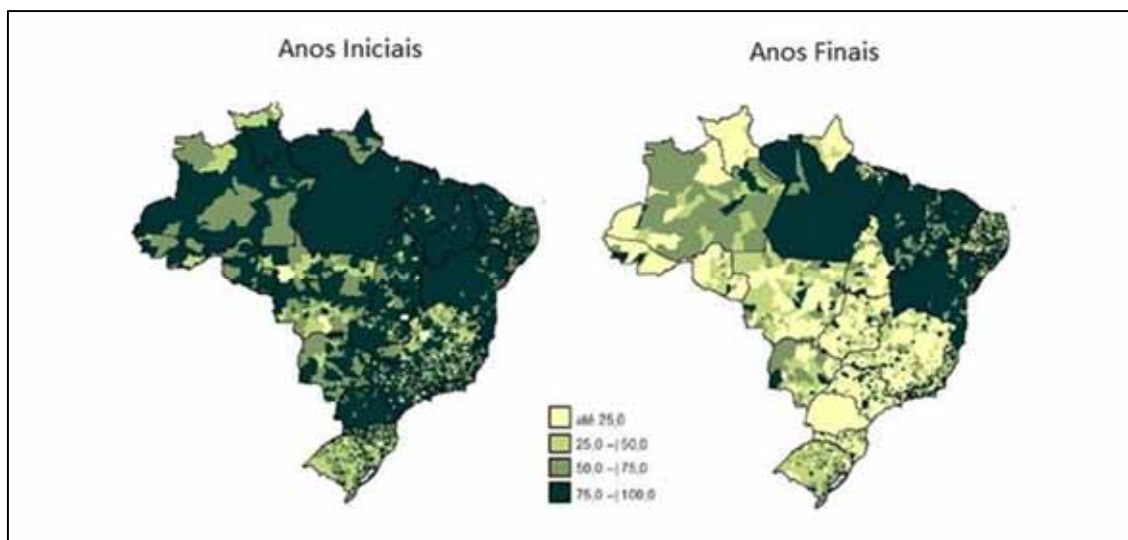 Anos Iniciais
Anos Finais
até 25,0
25,0 --| 50,0
50,0 --| 75,0
75,0 --| 100,0